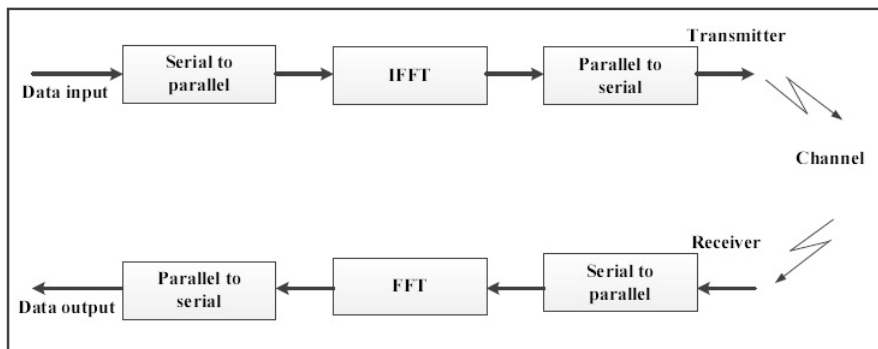 Transmitter
Serial to
parallel
IFFT
Parallel to
serial
Data input
Channel
Receiver
Parallel to
serial
FFT
Serial to
parallel
Data output